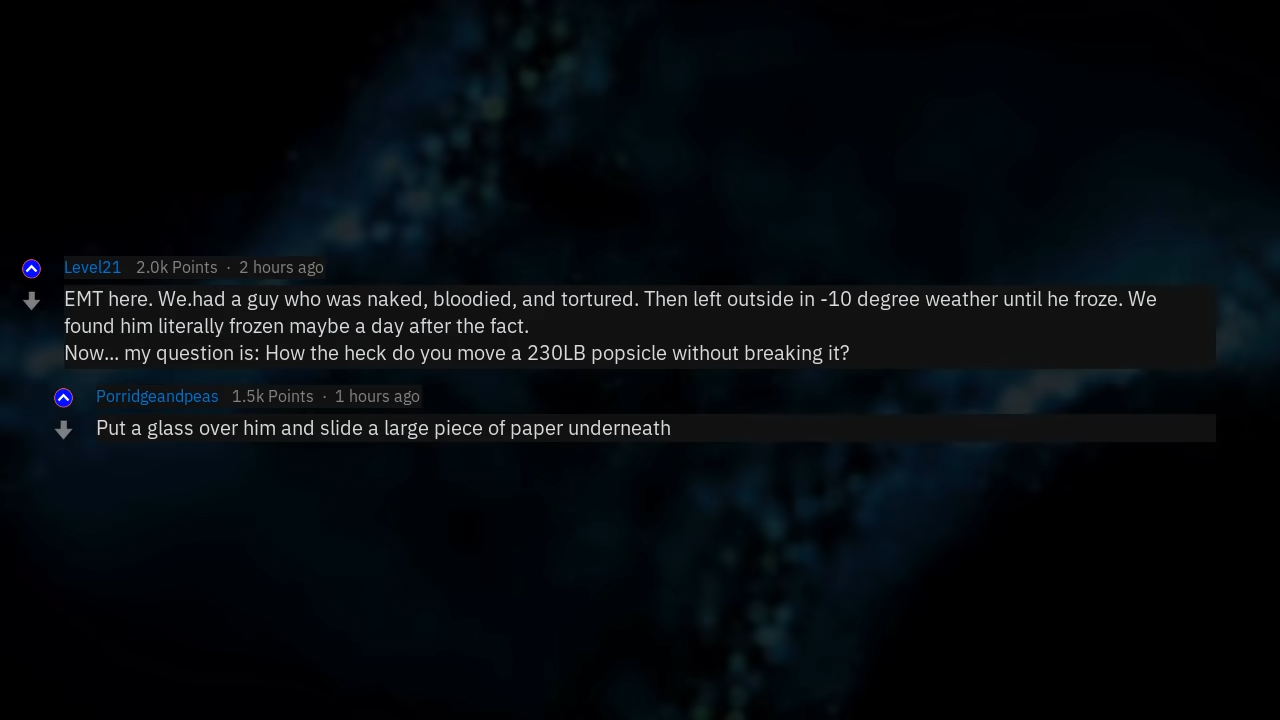 Level21 2.0k Points · 2 hours ago
EMT here. We.had a guy who was naked, bloodied, and tortured. Then left outside in -10 degree weather until he froze. We
found him literally frozen maybe a day after the fact.
Now... my question is: How the heck do you move a 230LB popsicle without breaking it?
Porridgeandpeas 1.5k Points · 1 hours ago
Put a glass over him and slide a large piece of paper underneath